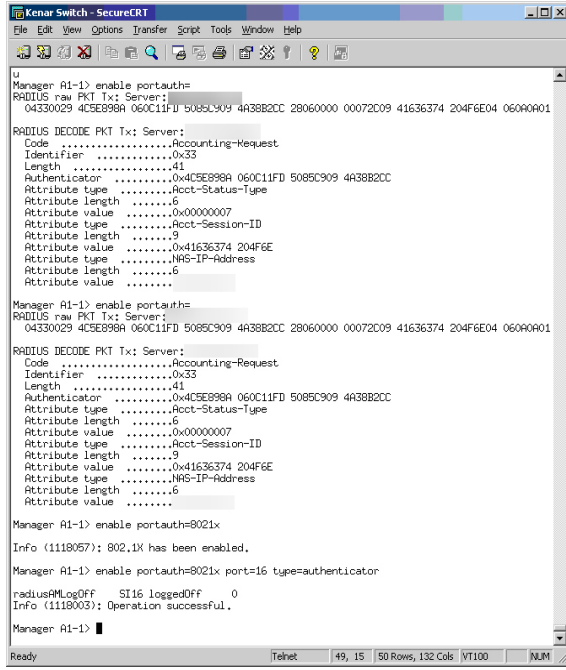 Kenar Switch - SecureCRT
File Edit View Options Transfer Script Tools Window Help
u
Manager A1-1> enable portauth=
RADIUS raw PKT Tx: Server:
04330029 4C5E898A 060C11FD 5085C909 4A38B2CC 28060000 00072C09 41636374 204F6E04 060A0A01
RADIUS DECODE PKT Tx: Server:
Code ...................Accounting-Request
Identifier .............0x33
Length .................41
Authenticator ..........0x4C5E898A 060C11FD 5085C909 4A38B2CC
Attribute type .........Acct-Status-Type
Attribute length .......6
Attribute value ........0x00000007
Attribute type .........Acct-Session-ID
Attribute length .......9
Attribute value ........0x41636374 204F6E
Attribute type .........NAS-IP-Address
Attribute length .......6
Attribute value ........
Manager A1-1> enable portauth=
RADIUS raw PKT Tx: Server:
04330029 4C5E898A 060C11FD 5085C909 4A38B2CC 28060000 00072C09 41636374 204F6E04 060A0A01
RADIUS DECODE PKT Tx: Server:
Code ...................Accounting-Request
Identifier .............0x33
Length .................41
Authenticator ..........0x4C5E898A 060C11FD 5085C909 4A38B2CC
Attribute type .........Acct-Status-Type
Attribute length .......6
Attribute value ........0x00000007
Attribute type .........Acct-Session-ID
Attribute length .......9
Attribute value ........0x41636374 204F6E
Attribute type .........NAS-IP-Address
Attribute length .......6
Attribute value ........
Manager A1-1> enable portauth=8021x
Info (1118057): 802.1X has been enabled.
Manager A1-1> enable portauth=8021x port=16 type=authenticator
radiusAMLogOff SI16 loggedOff 0
Info (1118003): Operation successful.
Manager A1-1>
Ready Telnet 49, 15 50 Rows, 132 Cols VT100 NUM